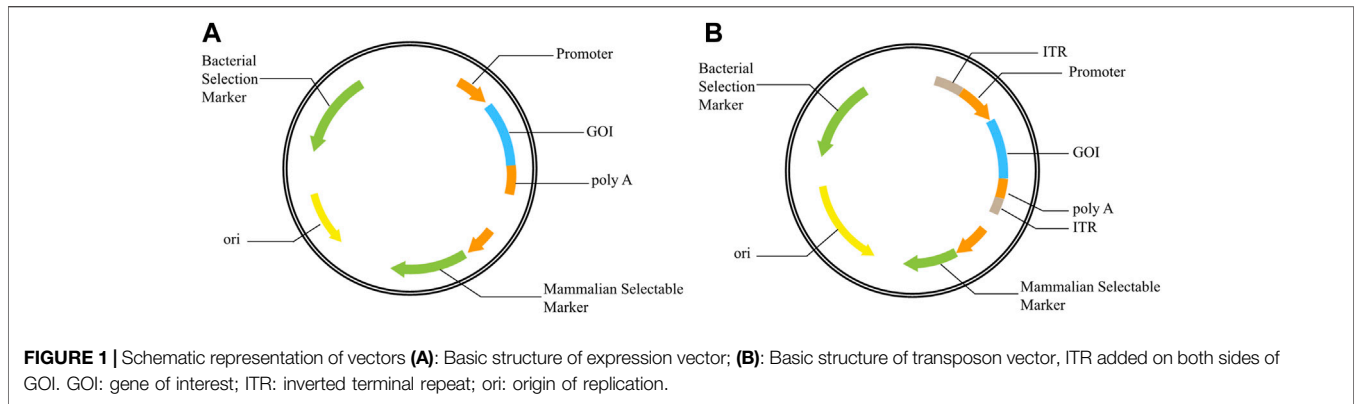 A
Bacterial
Selection
Marker
Promoter
GOI
poly A
ori
Mammalian Selectable
Marker
B
Bacterial
Selection
Marker
ITR
Promoter
GOI
poly A
ITR
ori
Mammalian Selectable
Marker
FIGURE 1 | Schematic representation of vectors (A): Basic structure of expression vector; (B): Basic structure of transposon vector, ITR added on both sides of
GOI. GOI: gene of interest; ITR: inverted terminal repeat; ori: origin of replication.